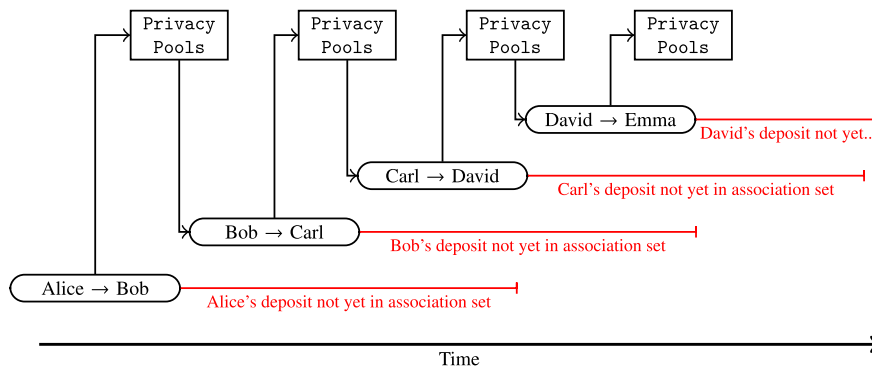 Privacy
Pools
Privacy
Pools
Privacy
Pools
Privacy
Pools
David → Emma
David's deposit not yet..
Carl → David
Carl's deposit not yet in association set
Bob → Carl
Bob's deposit not yet in association set
Alice → Bob
Alice's deposit not yet in association set
Time